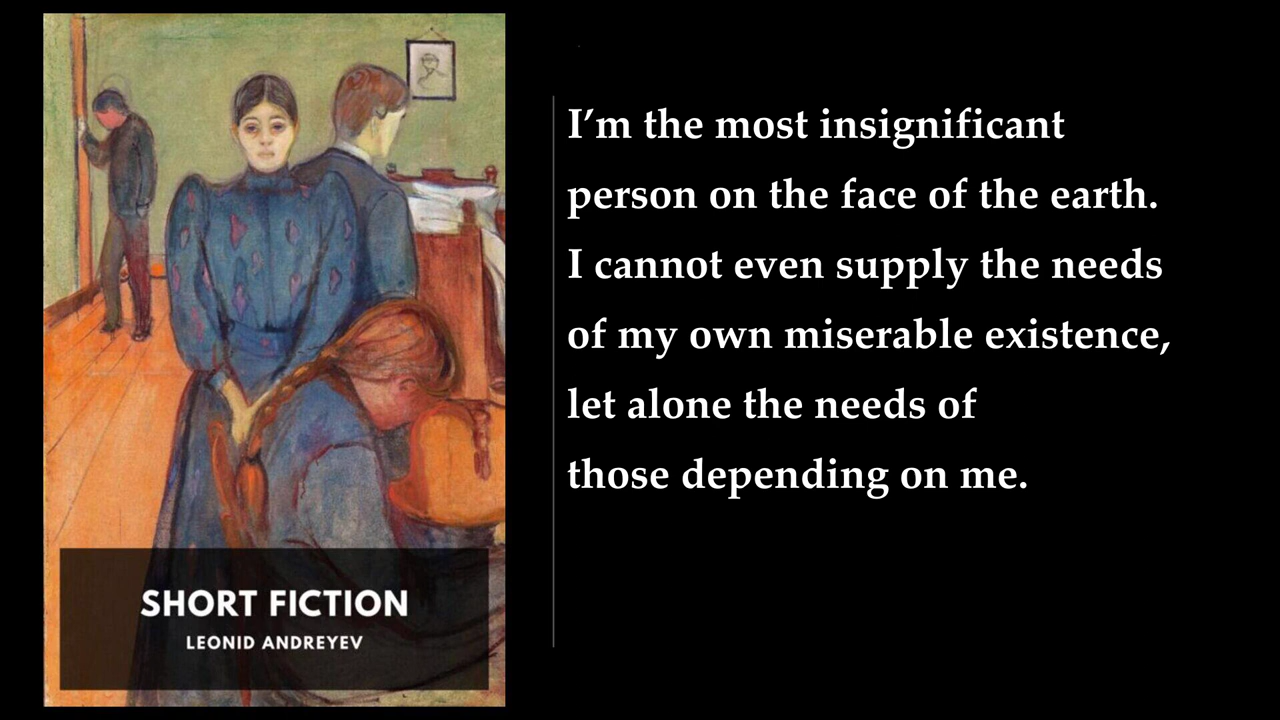 SHORT FICTION
LEONID ANDREYEV
I’m the most insignificant
person on the face of the earth.
I cannot even supply the needs
of my own miserable existence,
let alone the needs of
those depending on me.